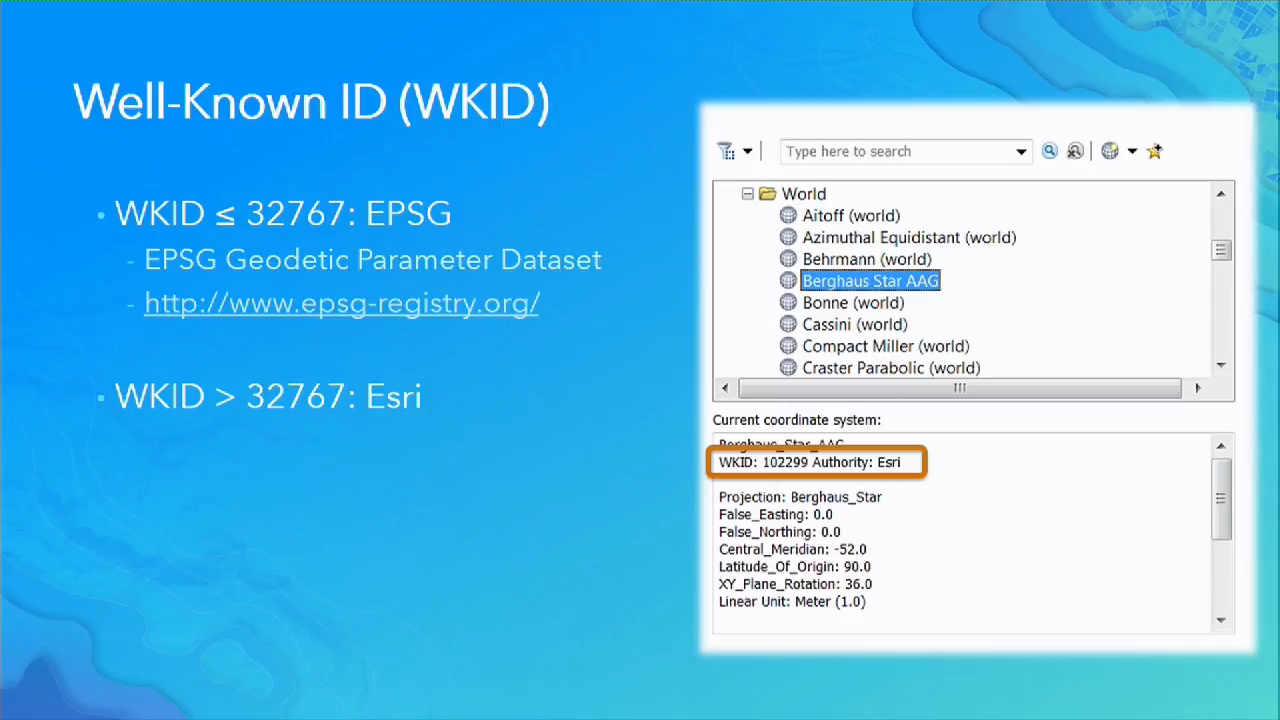 Well-Known ID (WKID)
• WKID ≤ 32767: EPSG
- EPSG Geodetic Parameter Dataset
- http://www.epsg-registry.org/
• WKID > 32767: Esri
Type here to search
World
Aitoff (world)
Azimuthal Equidistant (world)
Behrmann (world)
Berghaus Star AAG
Bonne (world)
Cassini (world)
Compact Miller (world)
Craster Parabolic (world)
Current coordinate system:
Berghaus_Star_AAG
WKID: 102299 Authority: Esri
Projection: Berghaus_Star
False_Easting: 0.0
False_Northing: 0.0
Central_Meridian: -52.0
Latitude_Of_Origin: 90.0
XY_Plane_Rotation: 36.0
Linear Unit: Meter (1.0)